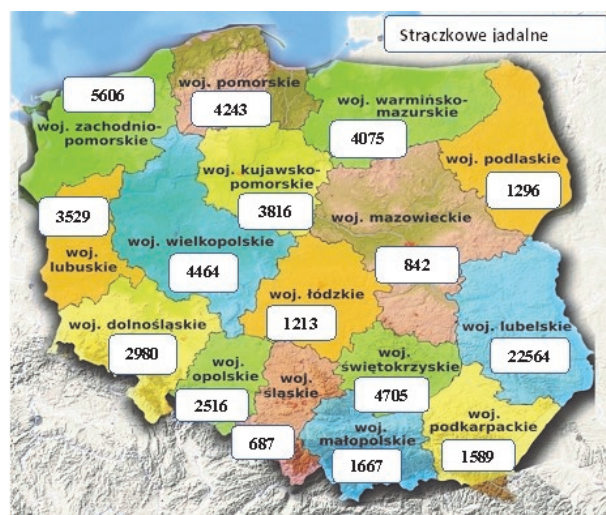 Strączkowe jadalne
5606
woj. pomorskie
4243
woj. warmińsko-
mazurskie
4075
woj. zachodnio-
pomorskie
woj. podlaskie
1296
woj. kujawsko-
pomorskie
3816
3529
woj.
lubuskie
woj. wielkopolskie
4464
woj. mazowieckie
842
woj. łódzkie
1213
woj. dolnośląskie
2980
woj. lubelskie
22564
woj.
opolskie
2516
woj.
śląskie
687
woj.
świętokrzyskie
4705
woj.
małopolskie
1667
woj.
podkarpackie
1589